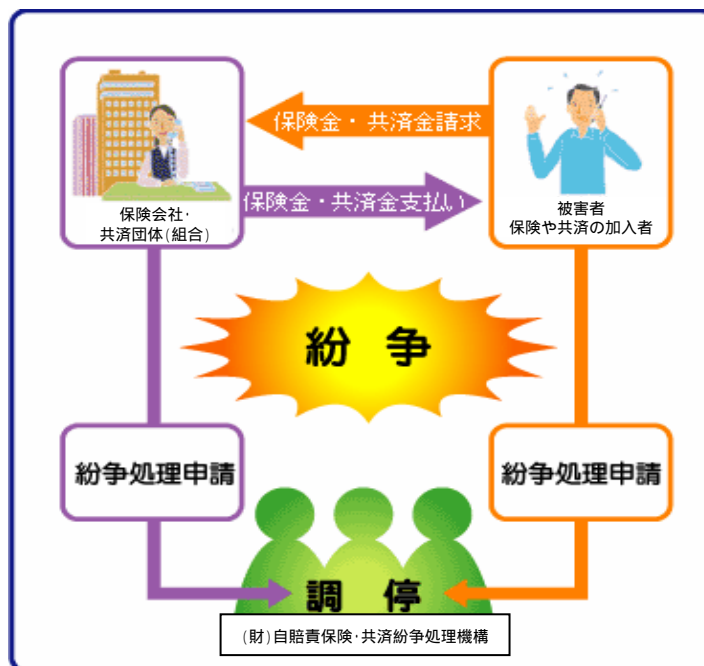 保険金・共済金請求
保険金・共済金支払い
保険会社・
共済団体(組合)
被害者
保険や共済の加入者
紛争
紛争処理申請
紛争処理申請
調停
(財)自賠責保険・共済紛争処理機構